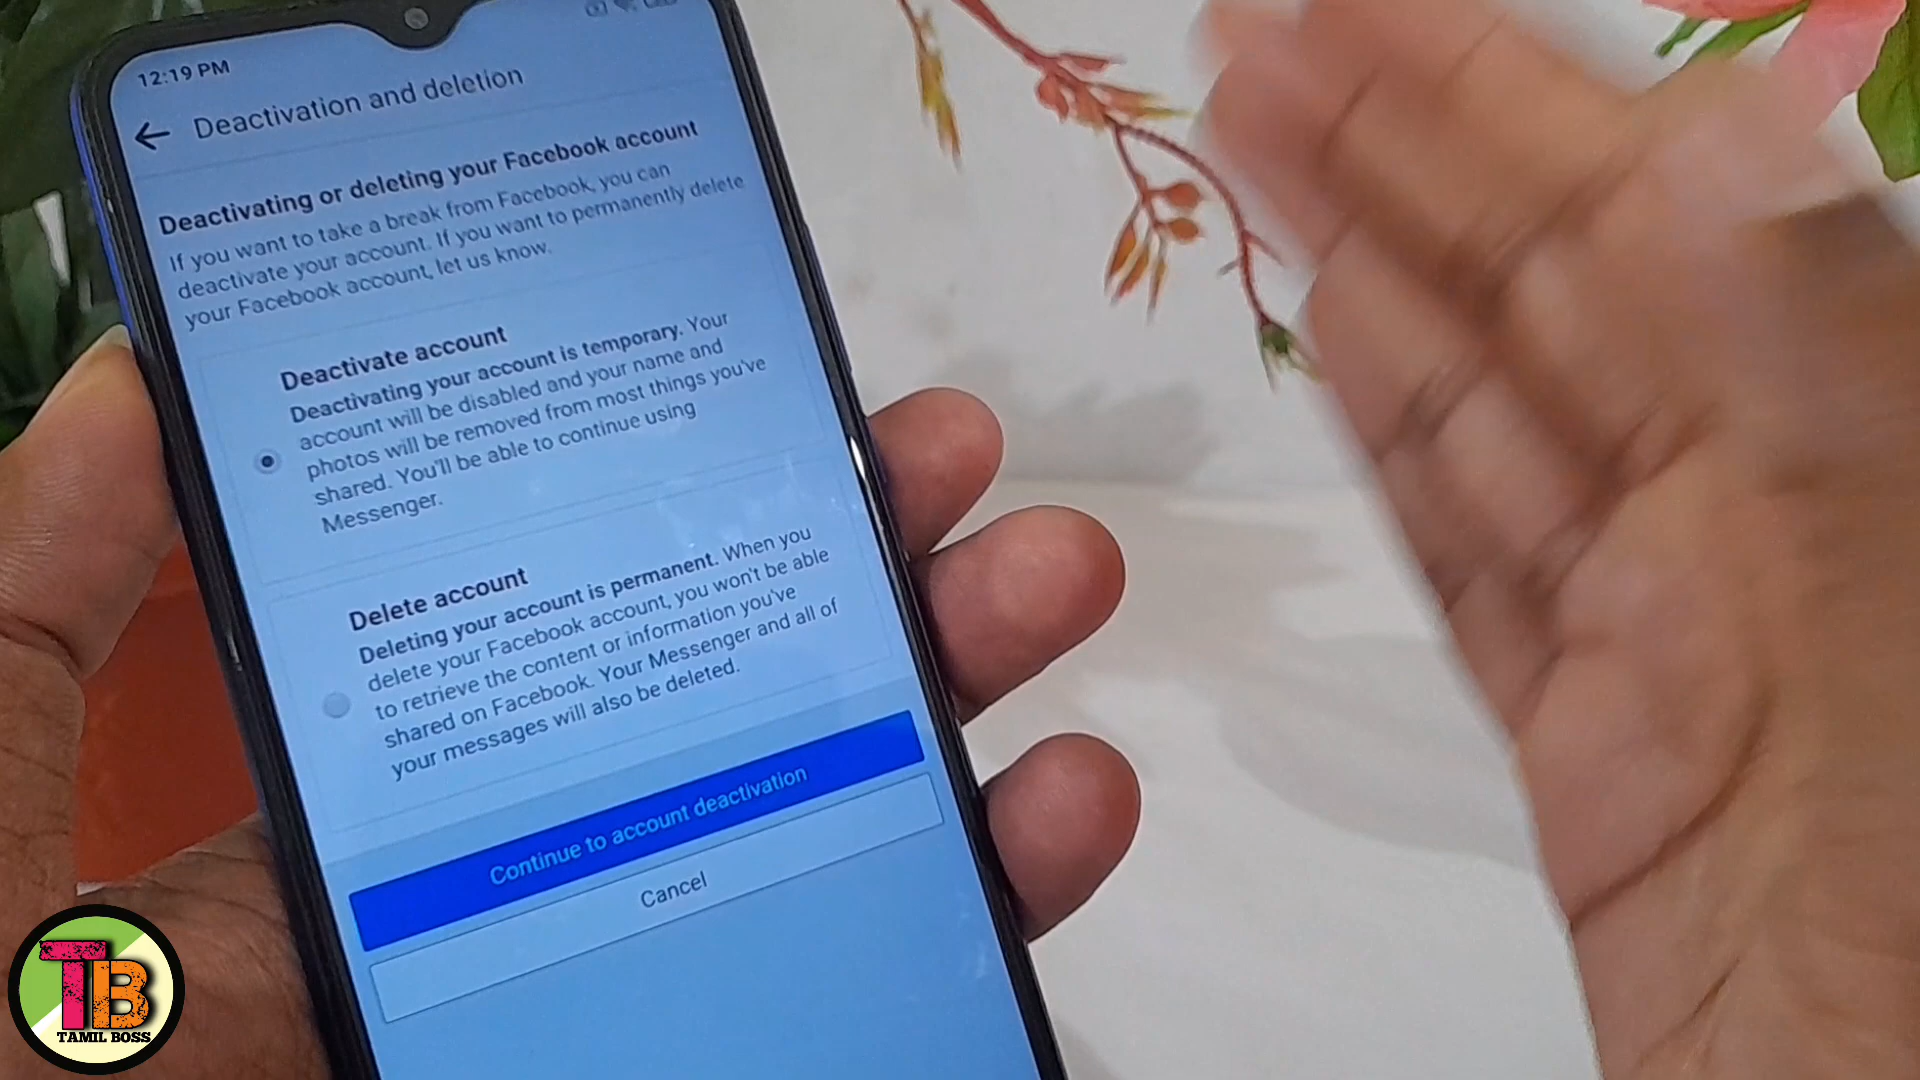 12:19 PM
Deactivation and deletion
Deactivating or deleting your Facebook account
If you want to take a break from Facebook, you can
deactivate your account. If you want to permanently delete
your Facebook account, let us know.
Deactivate account
Deactivating your account is temporary. Your
account will be disabled and your name and
photos will be removed from most things you've
shared. You'll be able to continue using
Messenger.
Delete account
Deleting your account is permanent. When you
delete your Facebook account, you won't be able
to retrieve the content or information you've
shared on Facebook. Your Messenger and all of
your messages will also be deleted.
Continue to account deactivation
Cancel
TB
TAMIL BOSS